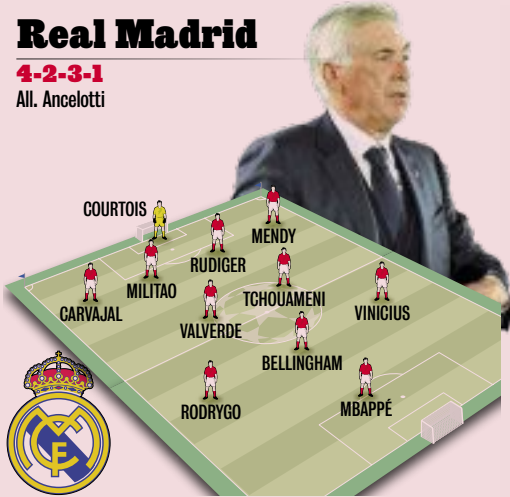 Real Madrid
4-2-3-1
All. Ancelotti
COURTOIS
MENDY
RUDIGER
MILITAO
CARVAJAL
TCHOUAMENI
VALVERDE
VINICIUS
BELLINGHAM
RODRYGO
MBAPPÉ